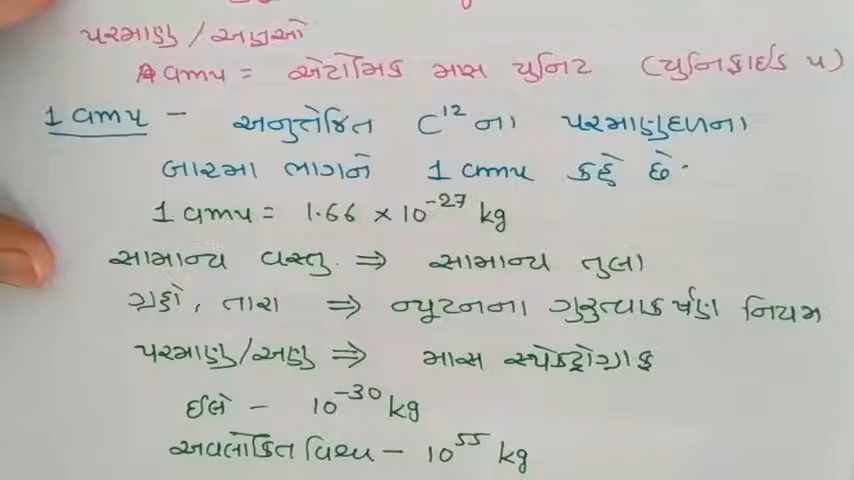 પરમાણુ / અણુઓ
amu = એટોમિક માસ યુનિટ (યુનિફાઇડ
1 amu - અનુત્તેજિત C¹² ના પરમાણુદળના
બારમા ભાગને 1 amu કહે છે.
1 amu = 1.66 × 10⁻²⁷ kg
સામાન્ય વસ્તુ. ⇒ સામાન્ય તુલા
ગ્રહો, તારા ⇒ ન્યૂટનના ગુરુત્વાકર્ષણ નિયમ
પરમાણુ/અણુ ⇒ માસ સ્પેક્ટ્રોગ્રાફ
ઈલે - 10⁻³⁰ kg
અવલોકિત વિશ્વ - 10⁵⁵ kg